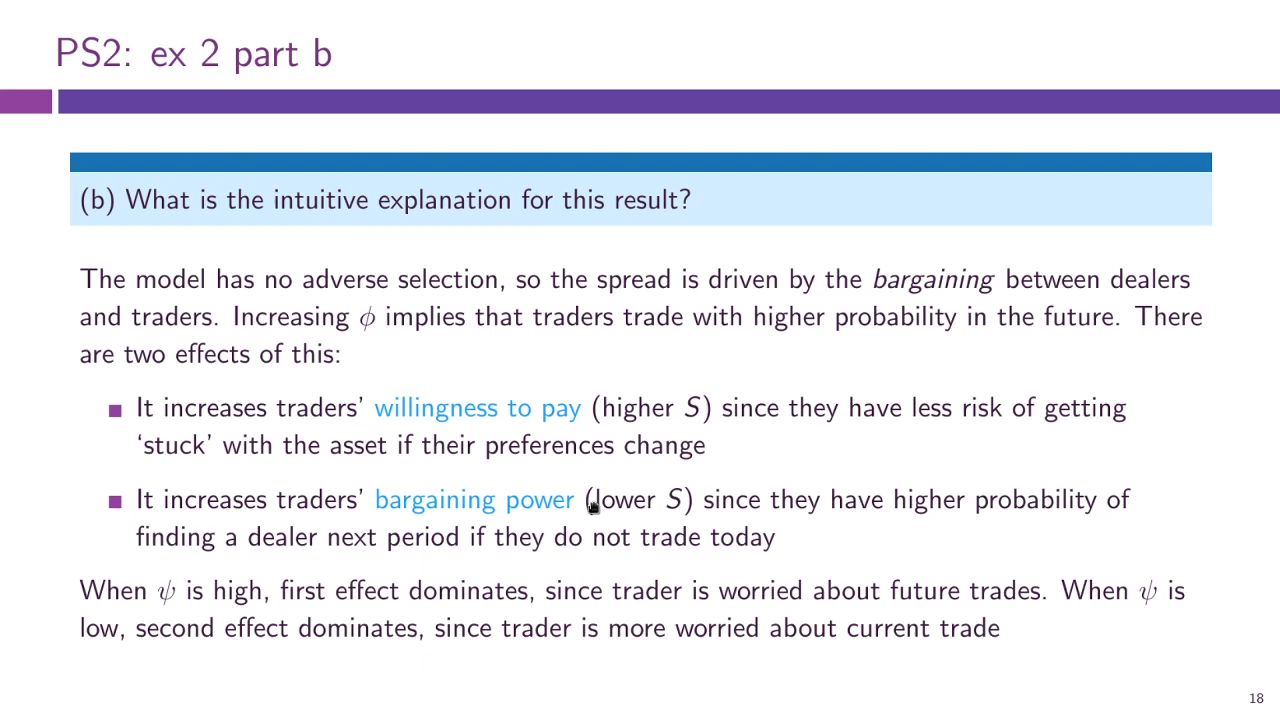 PS2: ex 2 part b
(b) What is the intuitive explanation for this result?
The model has no adverse selection, so the spread is driven by the bargaining between dealers
and traders. Increasing ϕ implies that traders trade with higher probability in the future. There
are two effects of this:
It increases traders’ willingness to pay (higher S) since they have less risk of getting
‘stuck’ with the asset if their preferences change
It increases traders’ bargaining power (lower S) since they have higher probability of
finding a dealer next period if they do not trade today
When ψ is high, first effect dominates, since trader is worried about future trades. When ψ is
low, second effect dominates, since trader is more worried about current trade
18